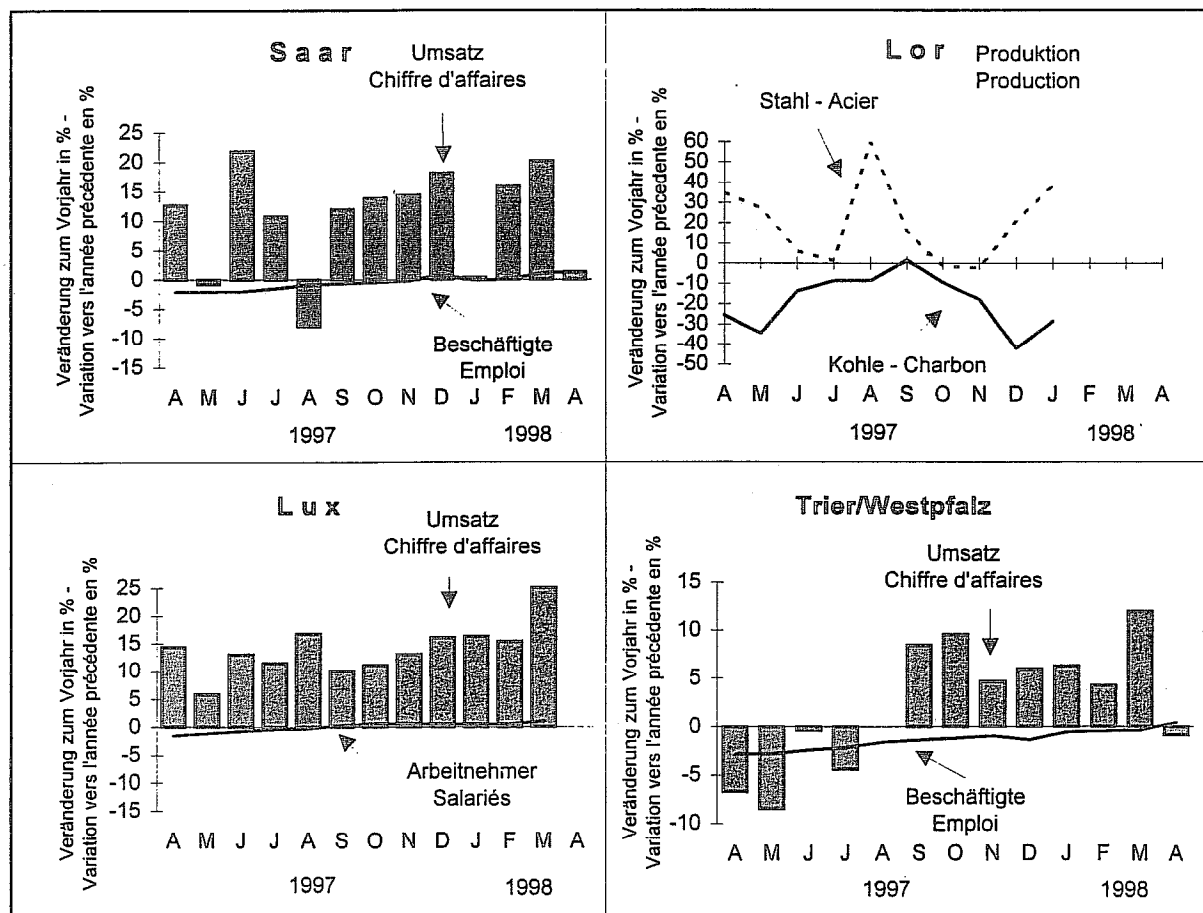 Saar
Umsatz
Chiffre d'affaires
Veränderung zum Vorjahr in % -
Variation vers l'année précédente en %
25
20
15
10
5
0
-5
-10
-15
Beschäftigte
Emploi
A M J J A S O N D J F M A
1997 1998
Lor
Produktion
Production
Stahl - Acier
Veränderung zum Vorjahr in % -
Variation vers l'année précédente en %
60
50
40
30
20
10
0
-10
-20
-30
-40
-50
Kohle - Charbon
A M J J A S O N D J F M A
1997 1998
Lux
Umsatz
Chiffre d'affaires
Veränderung zum Vorjahr in % -
Variation vers l'année précédente en %
25
20
15
10
5
0
-5
-10
-15
Arbeitnehmer
Salariés
A M J J A S O N D J F M A
1997 1998
Trier/Westpfalz
Umsatz
Chiffre d'affaires
Veränderung zum Vorjahr in % -
Variation vers l'année précédente en %
15
10
5
0
-5
-10
Beschäftigte
Emploi
A M J J A S O N D J F M A
1997 1998